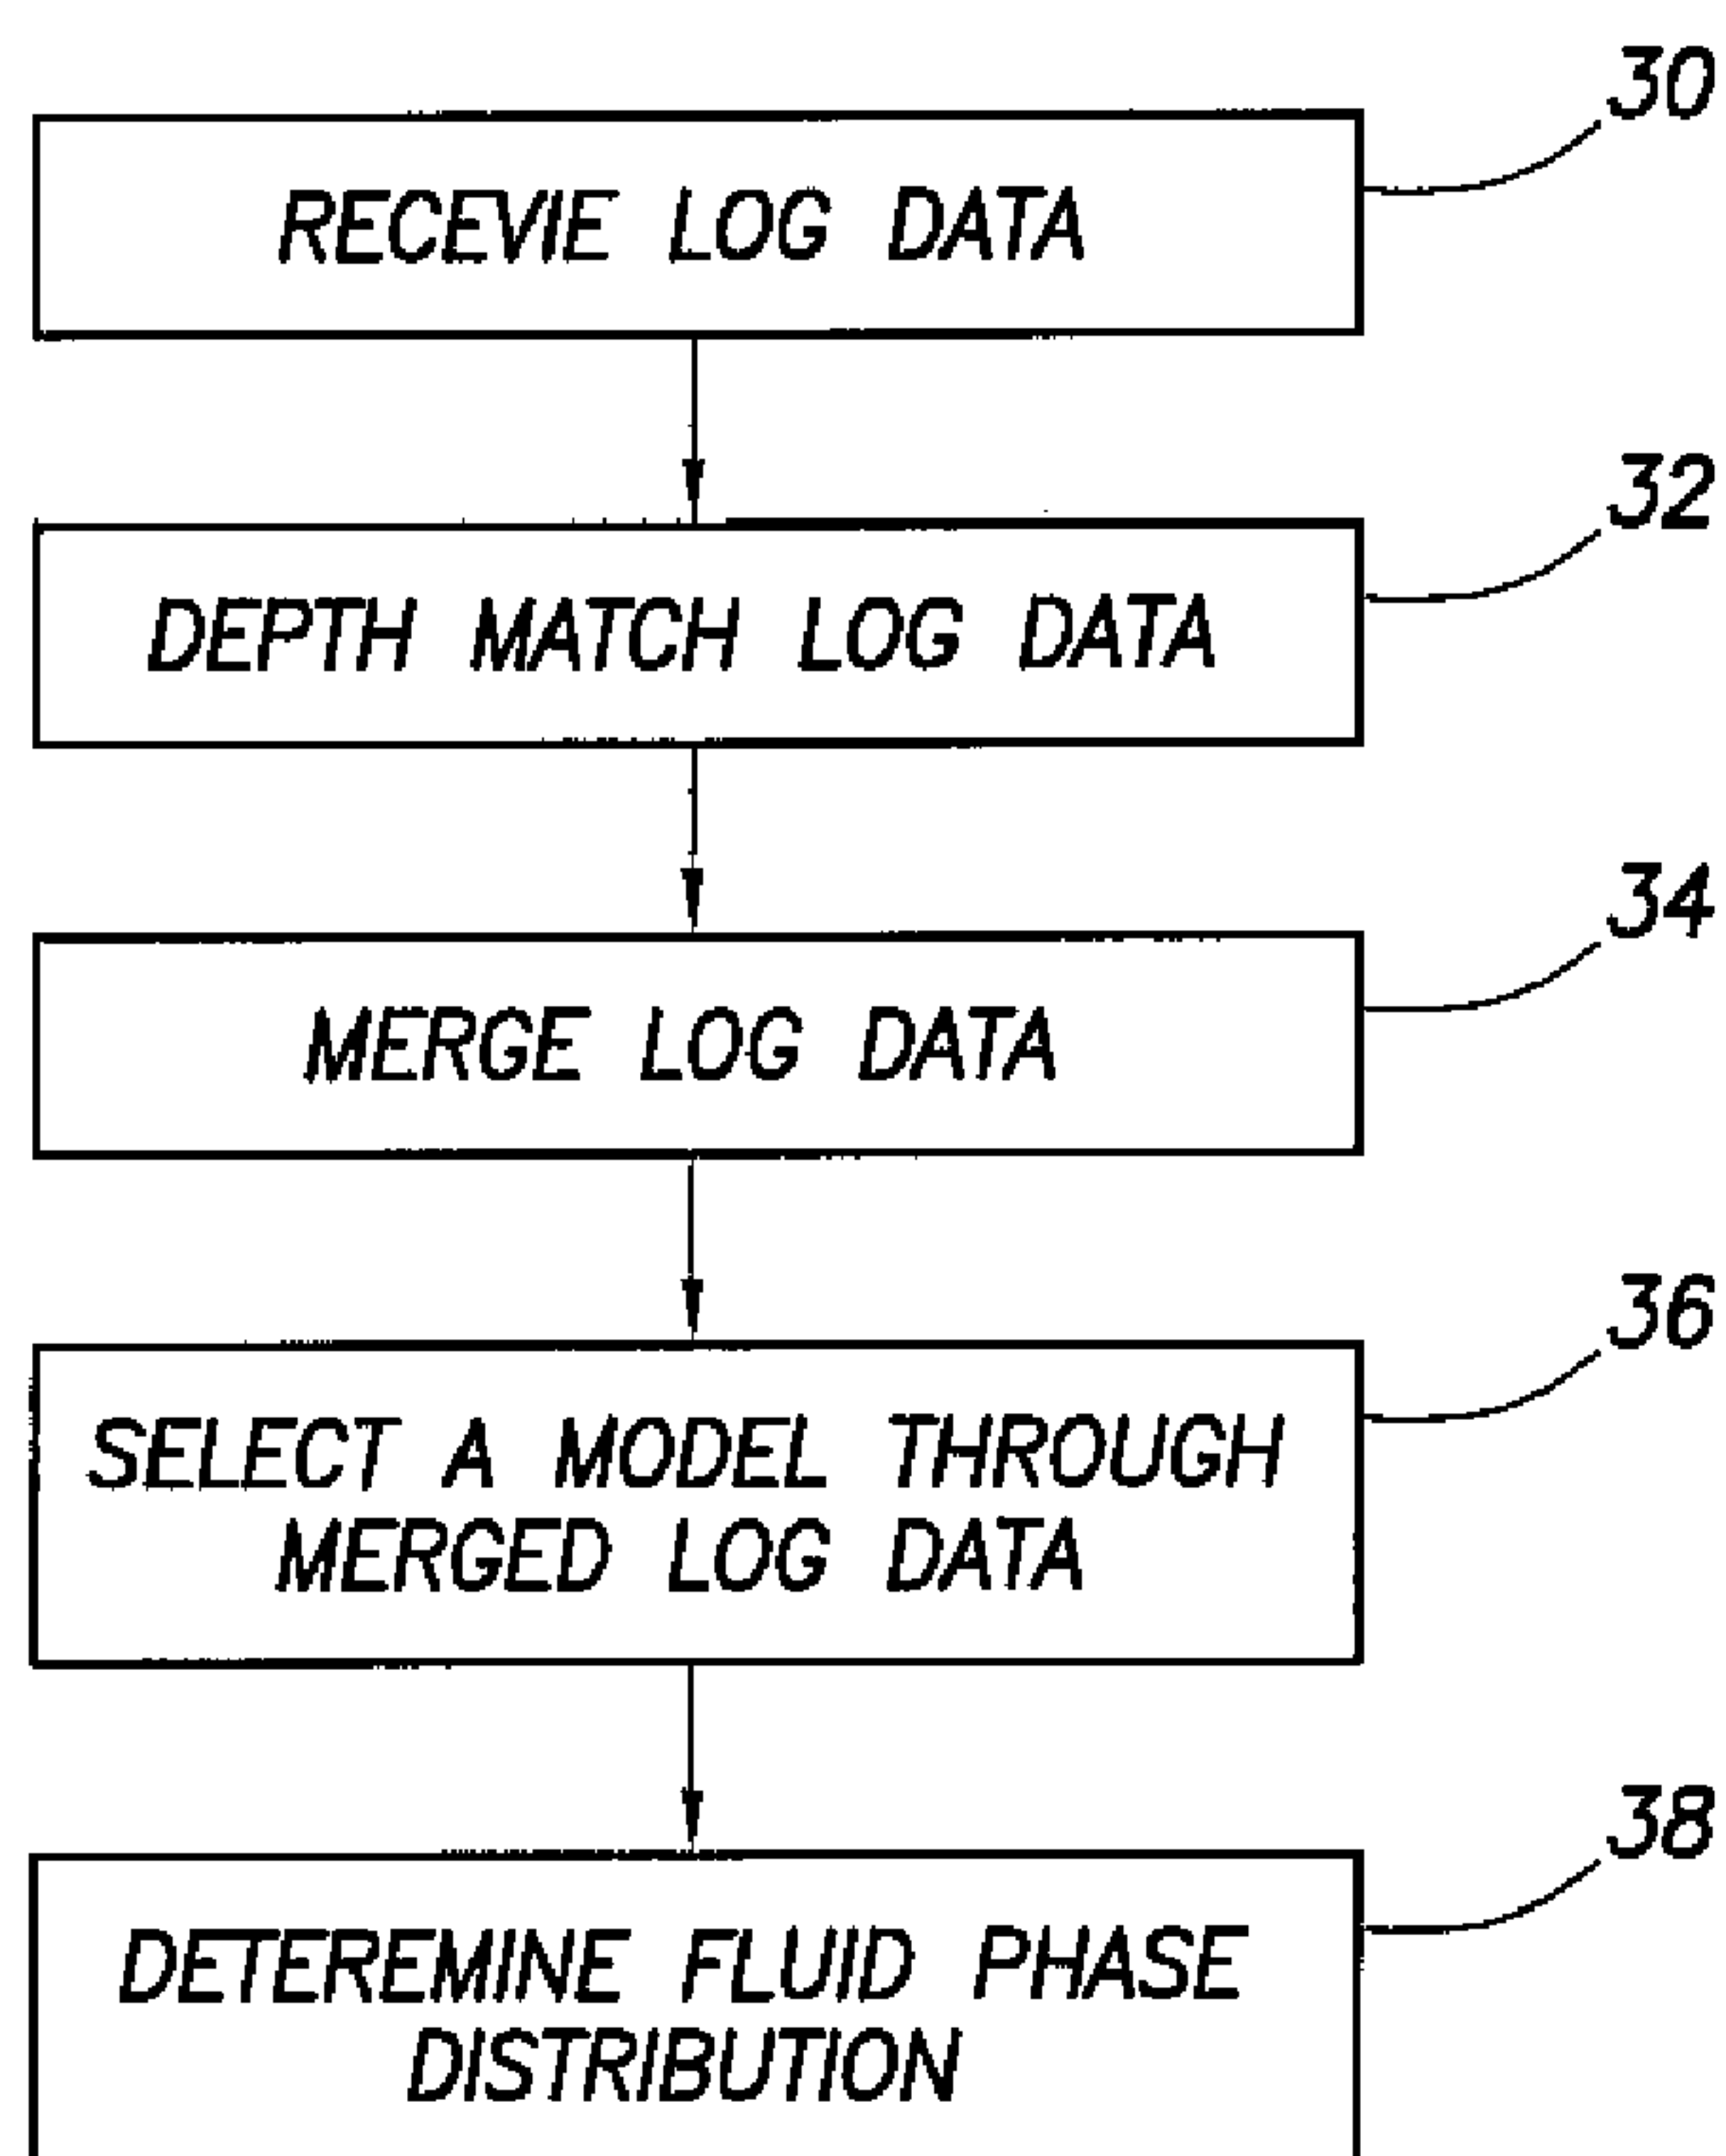 30
RECEVIE LOG DATA
32
DEPTH MATCH LOG DATA
34
MERGE LOG DATA
36
SELECT A MODEL THROUGH
MERGED LOG DATA
38
DETEREMINE FLUID PHASE
DISTRIBUTION